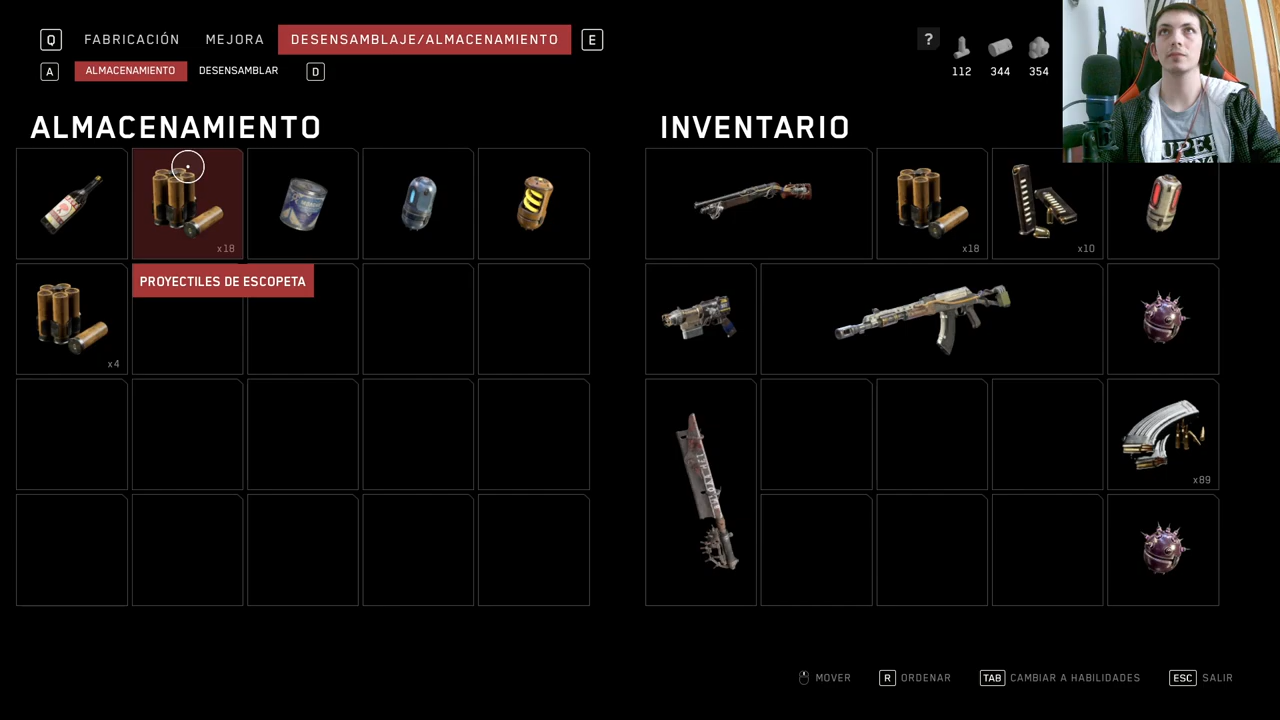 Q FABRICACIÓN MEJORA DESENSAMBLAJE/ALMACENAMIENTO E
?
112 344 354
A ALMACENAMIENTO DESENSAMBLAR D
ALMACENAMIENTO
INVENTARIO
x18
x18
x10
PROYECTILES DE ESCOPETA
x4
x89
MOVER R ORDENAR TAB CAMBIAR A HABILIDADES ESC SALIR